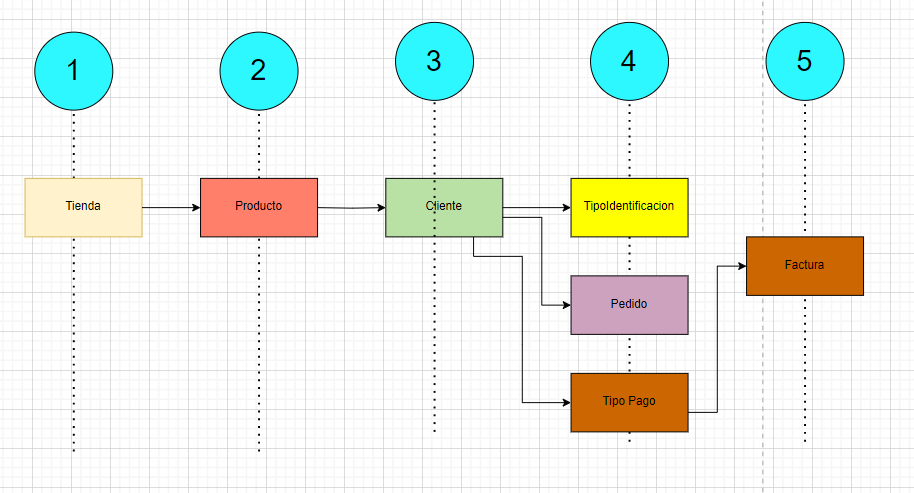 1
2
3
4
5
Tienda
Producto
Cliente
TipoIdentificacion
Factura
Pedido
Tipo Pago